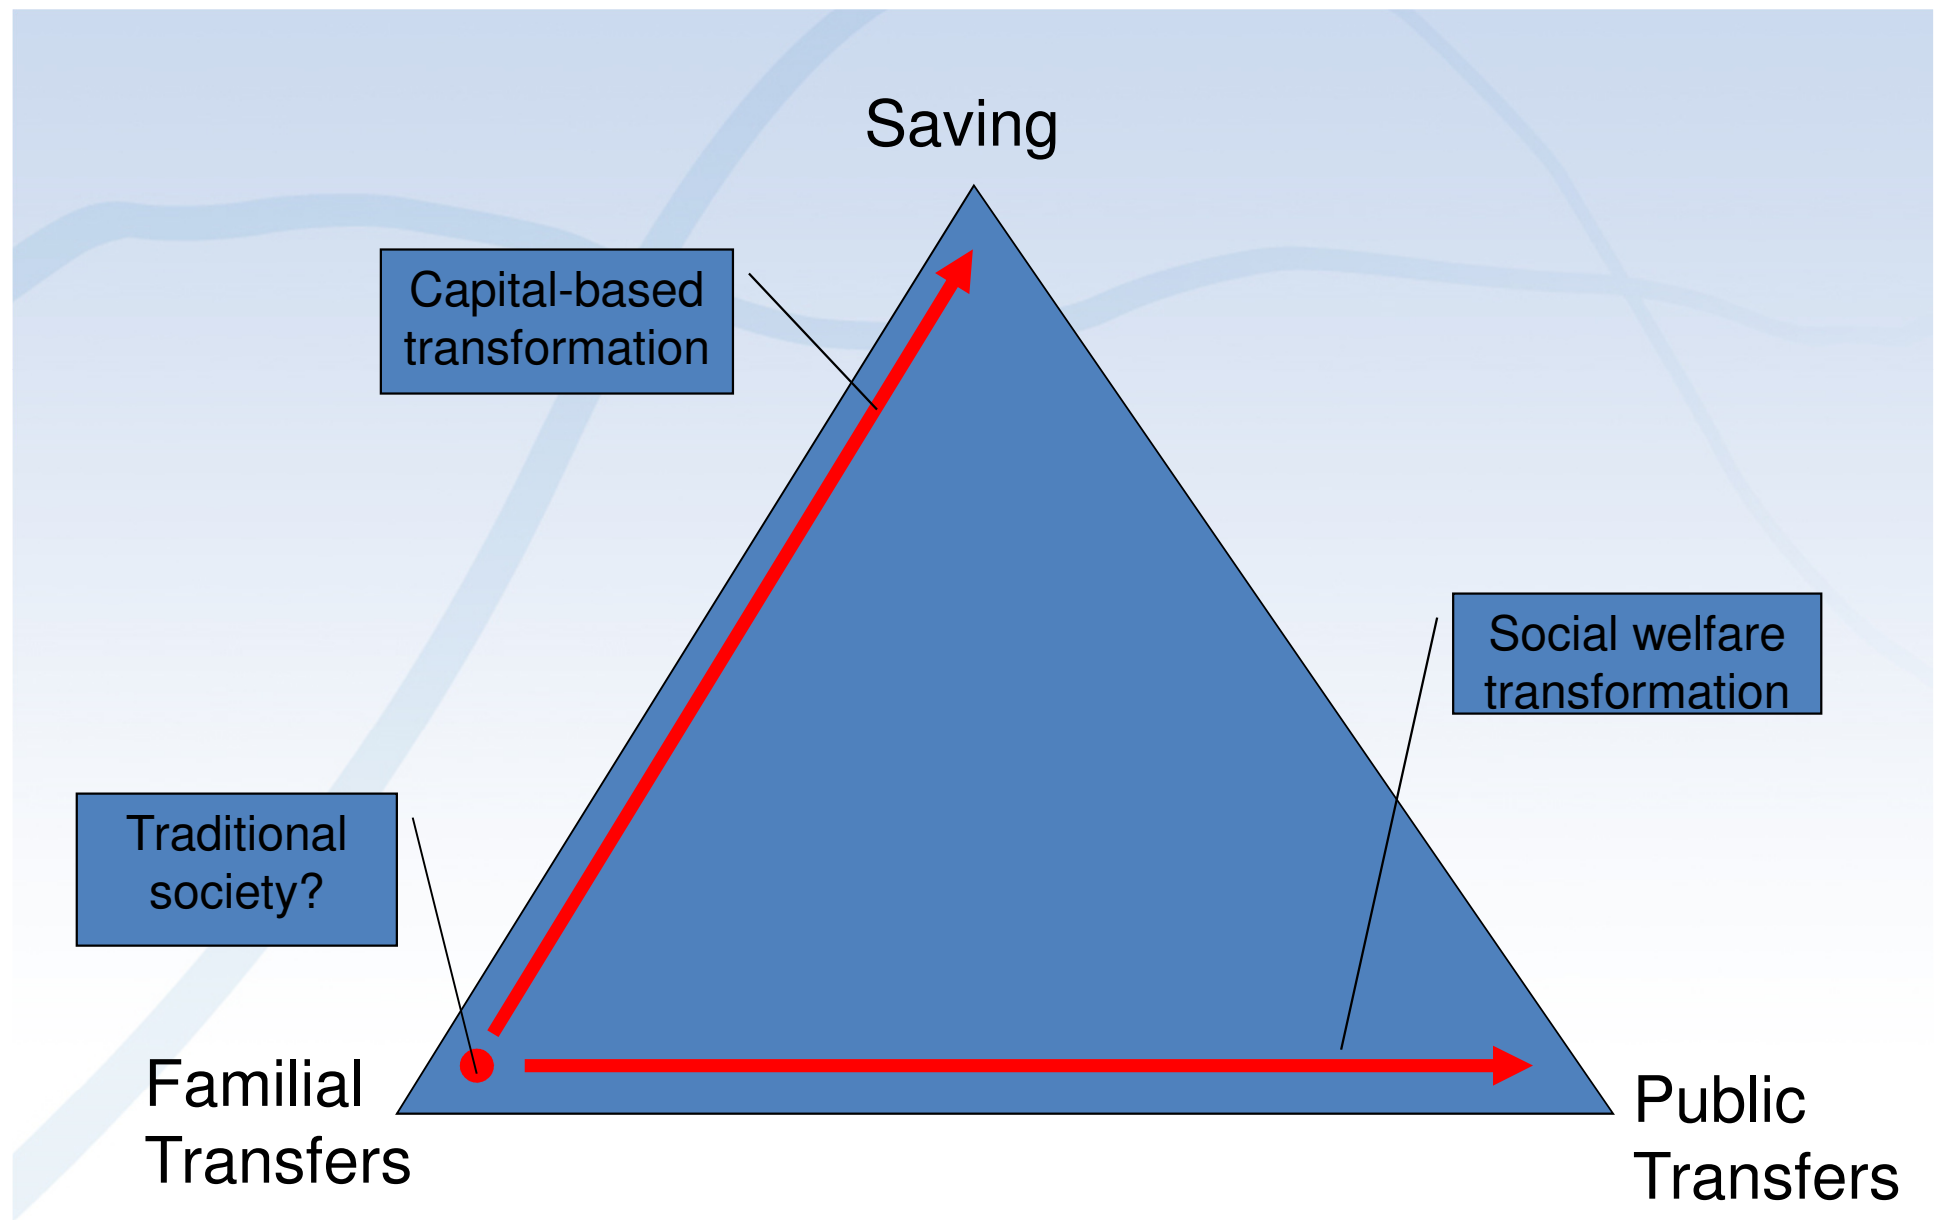 Saving
Capital-based
transformation
Social welfare
transformation
Traditional
society?
Familial
Transfers
Public
Transfers